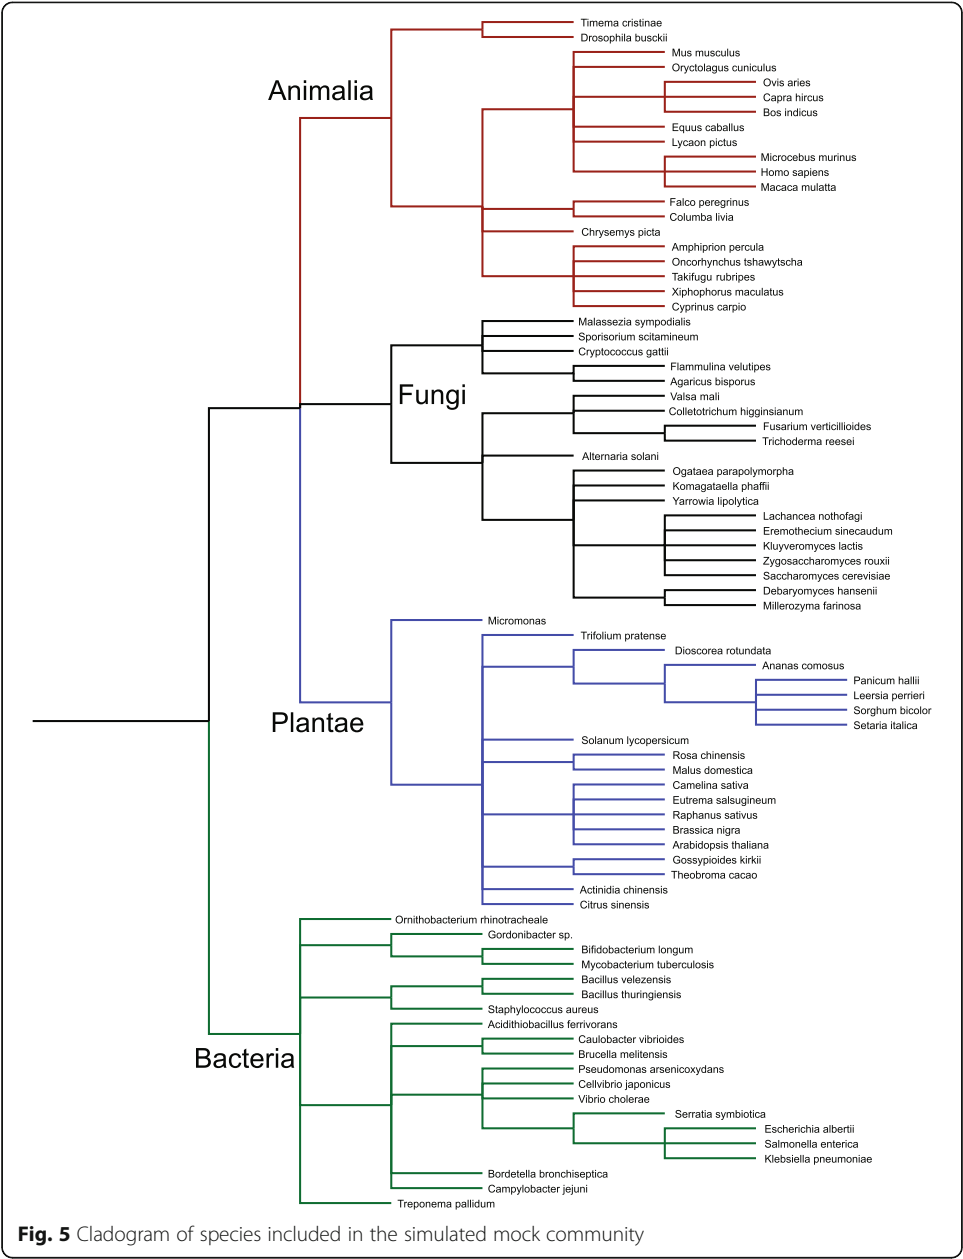 Timema cristinae
Drosophila busckii
Mus musculus
Oryctolagus cuniculus
Ovis aries
Animalia
Capra hircus
Bos indicus
Equus caballus
Lycaon pictus
Microcebus murinus
Homo sapiens
Macaca mulatta
Falco peregrinus
Columba livia
Chrysemys picta
Amphiprion percula
Oncorhynchus tshawytscha
Takifugu rubripes
Xiphophorus maculatus
Cyprinus carpio
Malassezia sympodialis
Sporisorium scitamineum
Cryptococcus gattii
Flammulina velutipes
Agaricus bisporus
Fungi
Valsa mali
Colletotrichum higginsianum
Fusarium verticillioides
Trichoderma reesei
Alternaria solani
Ogataea parapolymorpha
Komagataella phaffii
Yarrowia lipolytica
Lachancea nothofagi
Eremothecium sinecaudum
Kluyveromyces lactis
Zygosaccharomyces rouxii
Saccharomyces cerevisiae
Debaryomyces hansenii
Millerozyma farinosa
Micromonas
Trifolium pratense
Dioscorea rotundata
Ananas comosus
Panicum hallii
Leersia perrieri
Sorghum bicolor
Plantae
Setaria italica
Solanum lycopersicum
Rosa chinensis
Malus domestica
Camelina sativa
Eutrema salsugineum
Raphanus sativus
Brassica nigra
Arabidopsis thaliana
Gossypioides kirkii
Theobroma cacao
Actinidia chinensis
Citrus sinensis
Ornithobacterium rhinotracheale
Gordonibacter sp.
Bifidobacterium longum
Mycobacterium tuberculosis
Bacillus velezensis
Bacillus thuringiensis
Staphylococcus aureus
Acidithiobacillus ferrivorans
Caulobacter vibrioides
Brucella melitensis
Bacteria
Pseudomonas arsenicoxydans
Cellvibrio japonicus
Vibrio cholerae
Serratia symbiotica
Escherichia albertii
Salmonella enterica
Klebsiella pneumoniae
Bordetella bronchiseptica
Campylobacter jejuni
Treponema pallidum
Fig. 5 Cladogram of species included in the simulated mock community